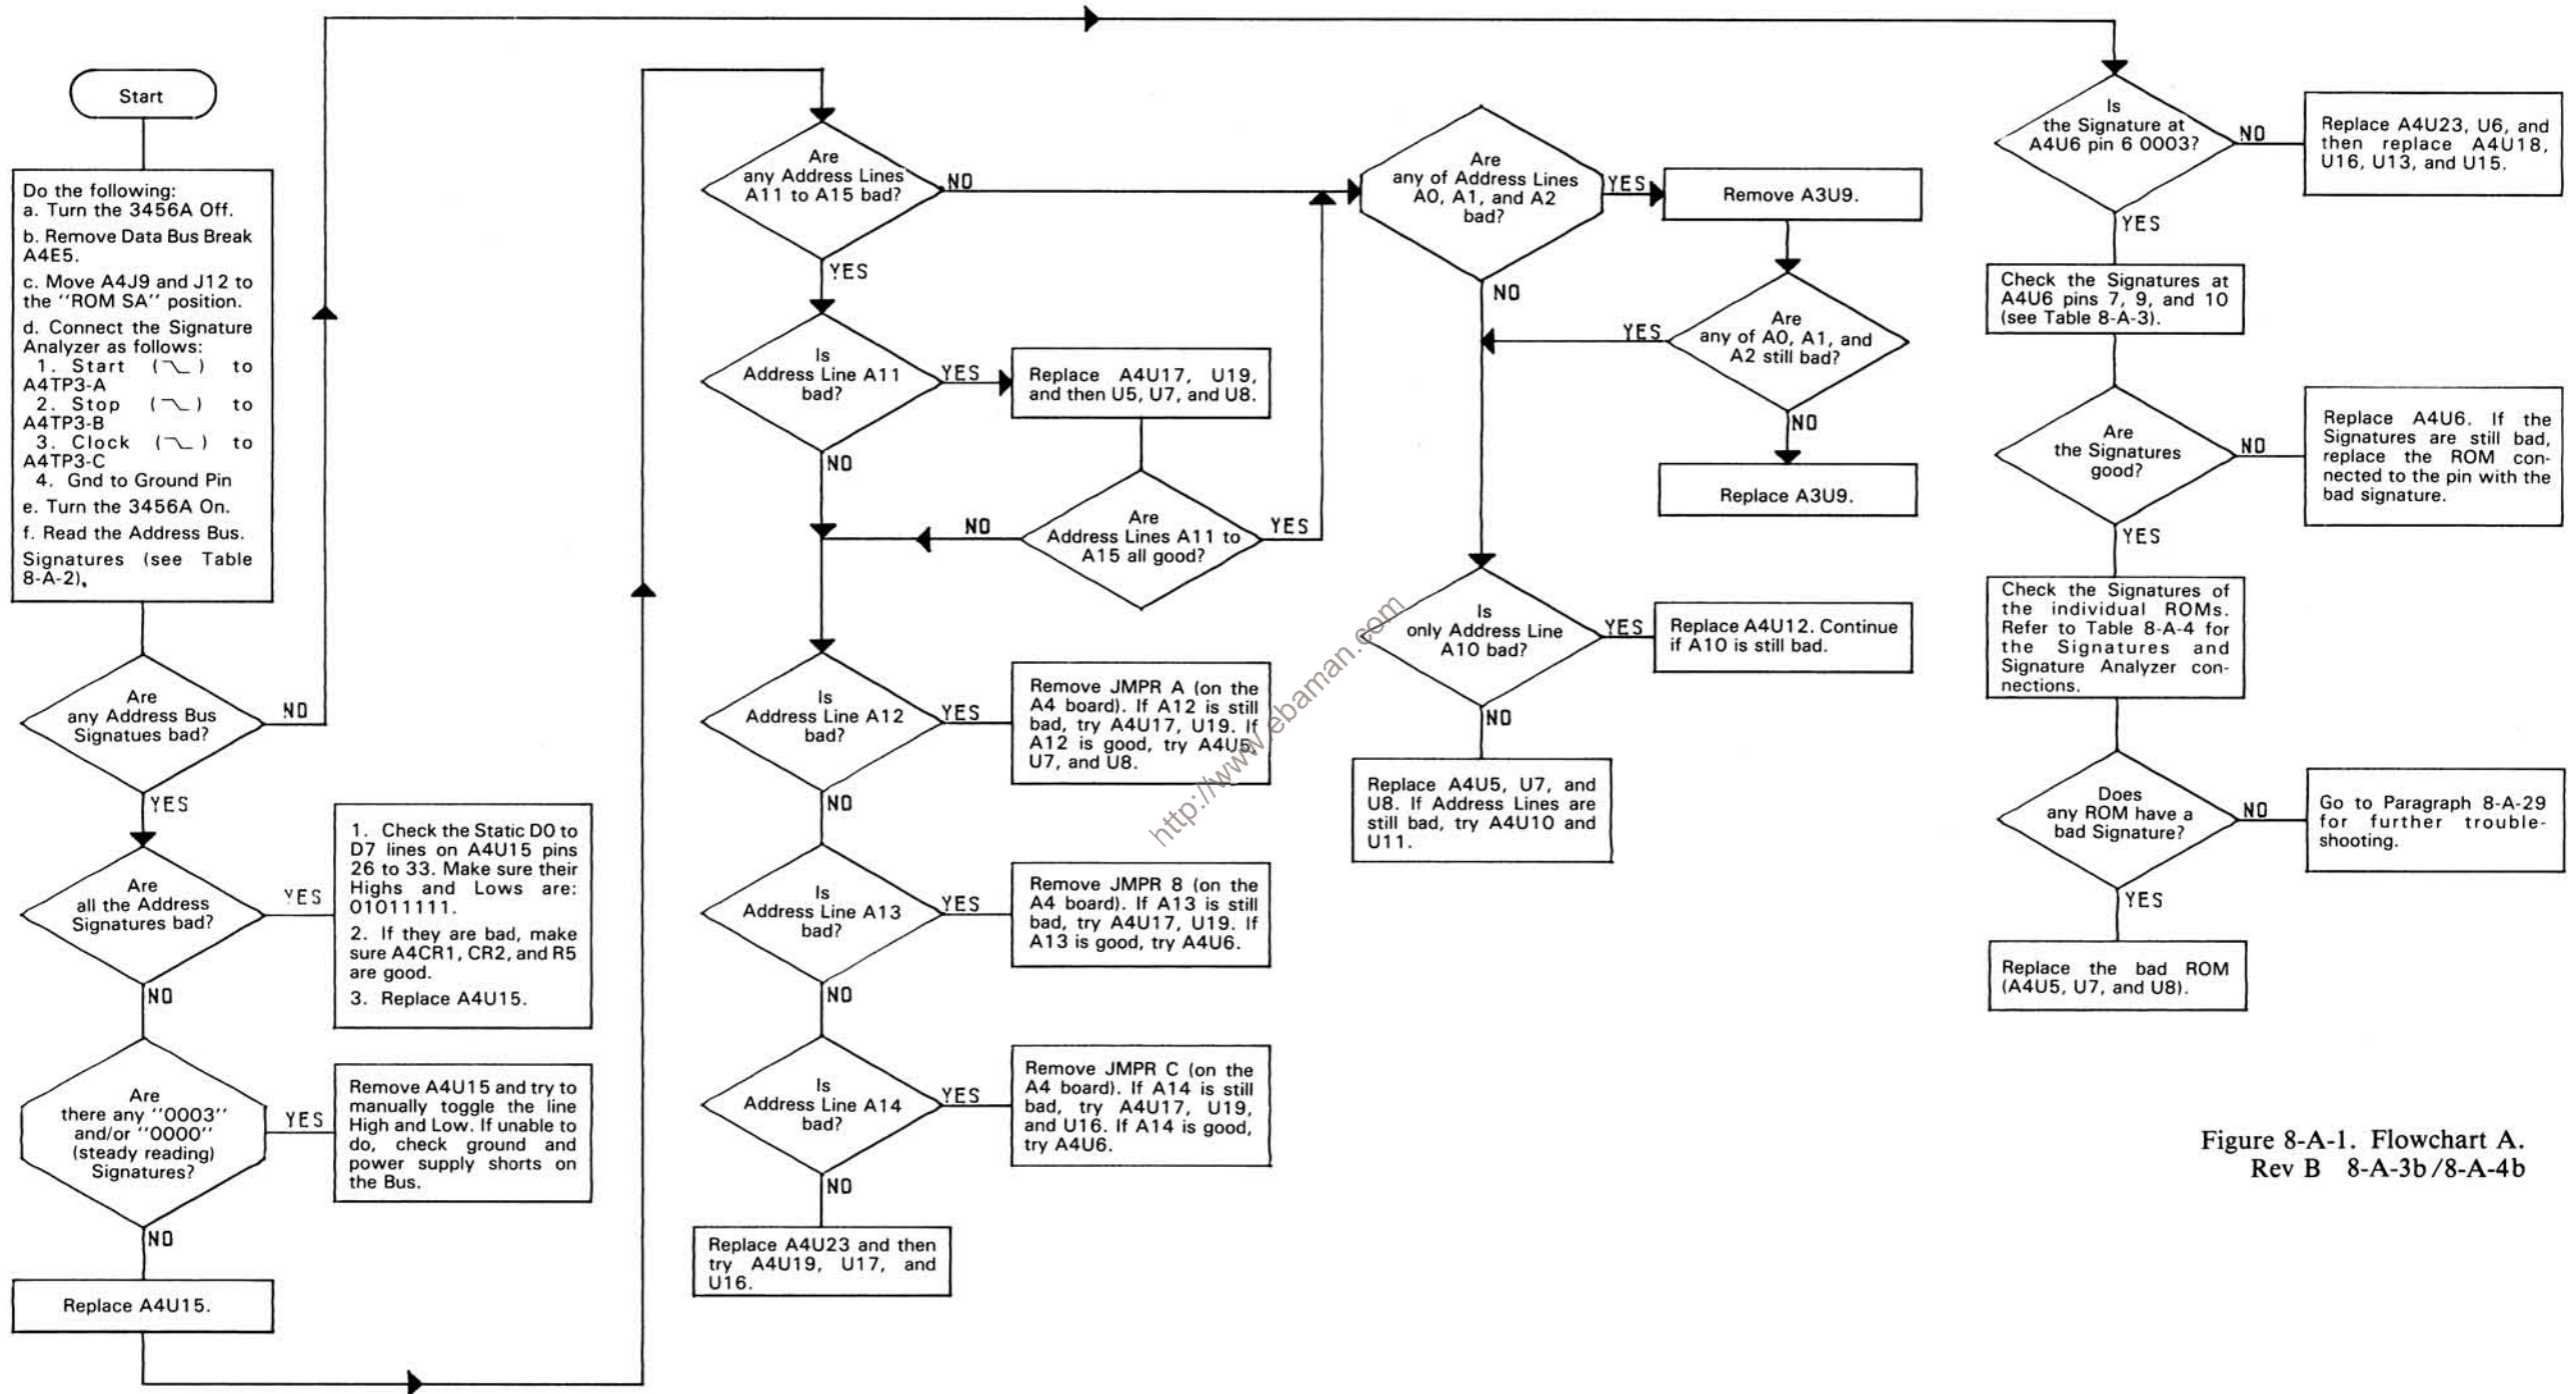 Start
Do the following:
a. Turn the 3456A Off.
b. Remove Data Bus Break
A4E5.
c. Move A4J9 and J12 to
the "ROM SA" position.
d. Connect the Signature
Analyzer as follows:
1. Start ( ) to
A4TP3-A
2. Stop ( ) to
A4TP3-B
3. Clock ( ) to
A4TP3-C
4. Gnd to Ground Pin
e. Turn the 3456A On.
f. Read the Address Bus.
Signatures (see Table
8-A-2).
Are
any Address Bus
Signatues bad?
NO
YES
Are
all the Address
Signatures bad?
YES
1. Check the Static D0 to
D7 lines on A4U15 pins
26 to 33. Make sure their
Highs and Lows are:
01011111.
2. If they are bad, make
sure A4CR1, CR2, and R5
are good.
3. Replace A4U15.
NO
Are
there any "0003"
and/or "0000"
(steady reading)
Signatures?
YES
Remove A4U15 and try to
manually toggle the line
High and Low. If unable to
do, check ground and
power supply shorts on
the Bus.
NO
Replace A4U15.
Are
any Address Lines
A11 to A15 bad?
NO
YES
Is
Address Line A11
bad?
YES
Replace A4U17, U19,
and then U5, U7, and U8.
NO
Are
Address Lines A11 to
A15 all good?
NO
YES
Is
Address Line A12
bad?
YES
Remove JMPR A (on the
A4 board). If A12 is still
bad, try A4U17, U19. If
A12 is good, try A4U5,
U7, and U8.
NO
Is
Address Line A13
bad?
YES
Remove JMPR 8 (on the
A4 board). If A13 is still
bad, try A4U17, U19. If
A13 is good, try A4U6.
NO
Is
Address Line A14
bad?
YES
Remove JMPR C (on the
A4 board). If A14 is still
bad, try A4U17, U19,
and U16. If A14 is good,
try A4U6.
NO
Replace A4U23 and then
try A4U19, U17, and
U16.
Are
any of Address Lines
A0, A1, and A2
bad?
YES
Remove A3U9.
NO
Are
any of A0, A1, and
A2 still bad?
YES
NO
Replace A3U9.
Is
only Address Line
A10 bad?
YES
Replace A4U12. Continue
if A10 is still bad.
NO
Replace A4U5, U7, and
U8. If Address Lines are
still bad, try A4U10 and
U11.
http://www.ebaman.com
Is
the Signature at
A4U6 pin 6 0003?
NO
Replace A4U23, U6, and
then replace A4U18,
U16, U13, and U15.
YES
Check the Signatures at
A4U6 pins 7, 9, and 10
(see Table 8-A-3).
Are
the Signatures
good?
NO
Replace A4U6. If the
Signatures are still bad,
replace the ROM con-
nected to the pin with the
bad signature.
YES
Check the Signatures of
the individual ROMs.
Refer to Table 8-A-4 for
the Signatures and
Signature Analyzer con-
nections.
Does
any ROM have a
bad Signature?
NO
Go to Paragraph 8-A-29
for further trouble-
shooting.
YES
Replace the bad ROM
(A4U5, U7, and U8).
Figure 8-A-1. Flowchart A.
Rev B 8-A-3b/8-A-4b